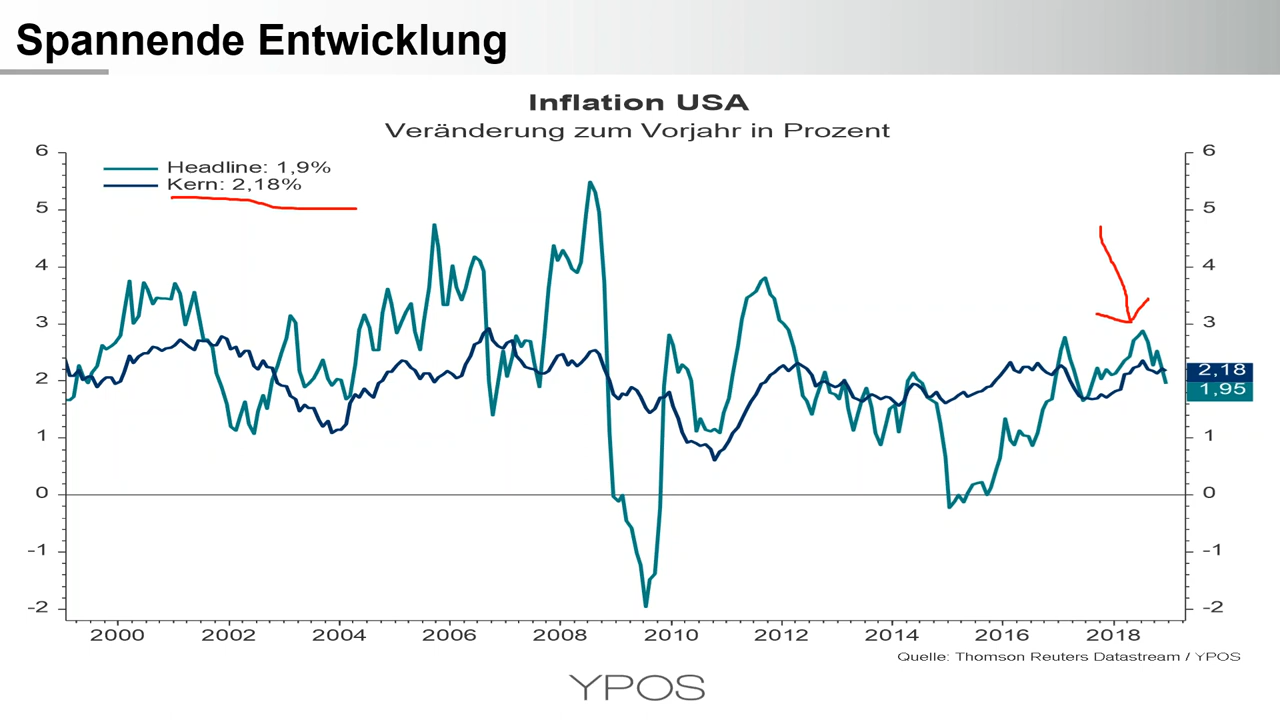 Spannende Entwicklung
Inflation USA
Veränderung zum Vorjahr in Prozent
Headline: 1,9%
Kern: 2,18%
6 6
5 5
4 4
3 3
2
1 1
0 0
-1 -1
-2 -2
2,18
1,95
2000 2002 2004 2006 2008 2010 2012 2014 2016 2018
Quelle: Thomson Reuters Datastream / YPOS
YPOS